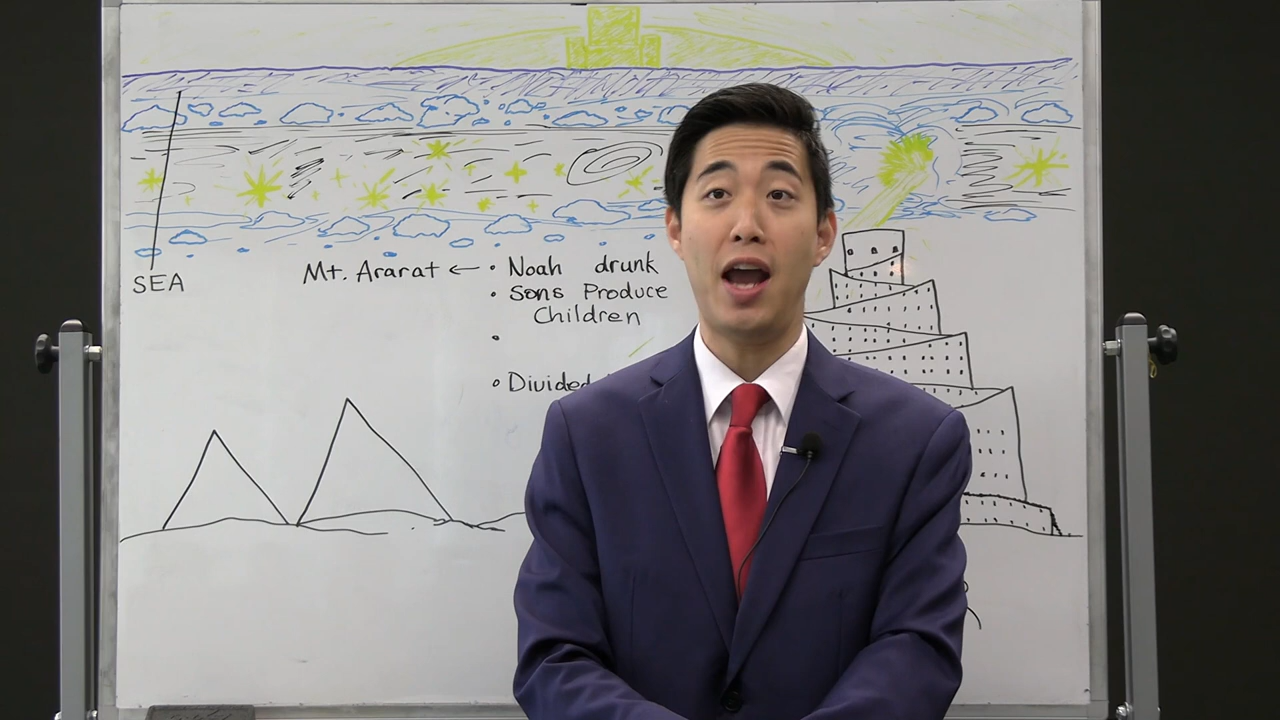 SEA
Mt. Ararat ← • Noah drunk
• Sons Produce
Children
•
• Divided